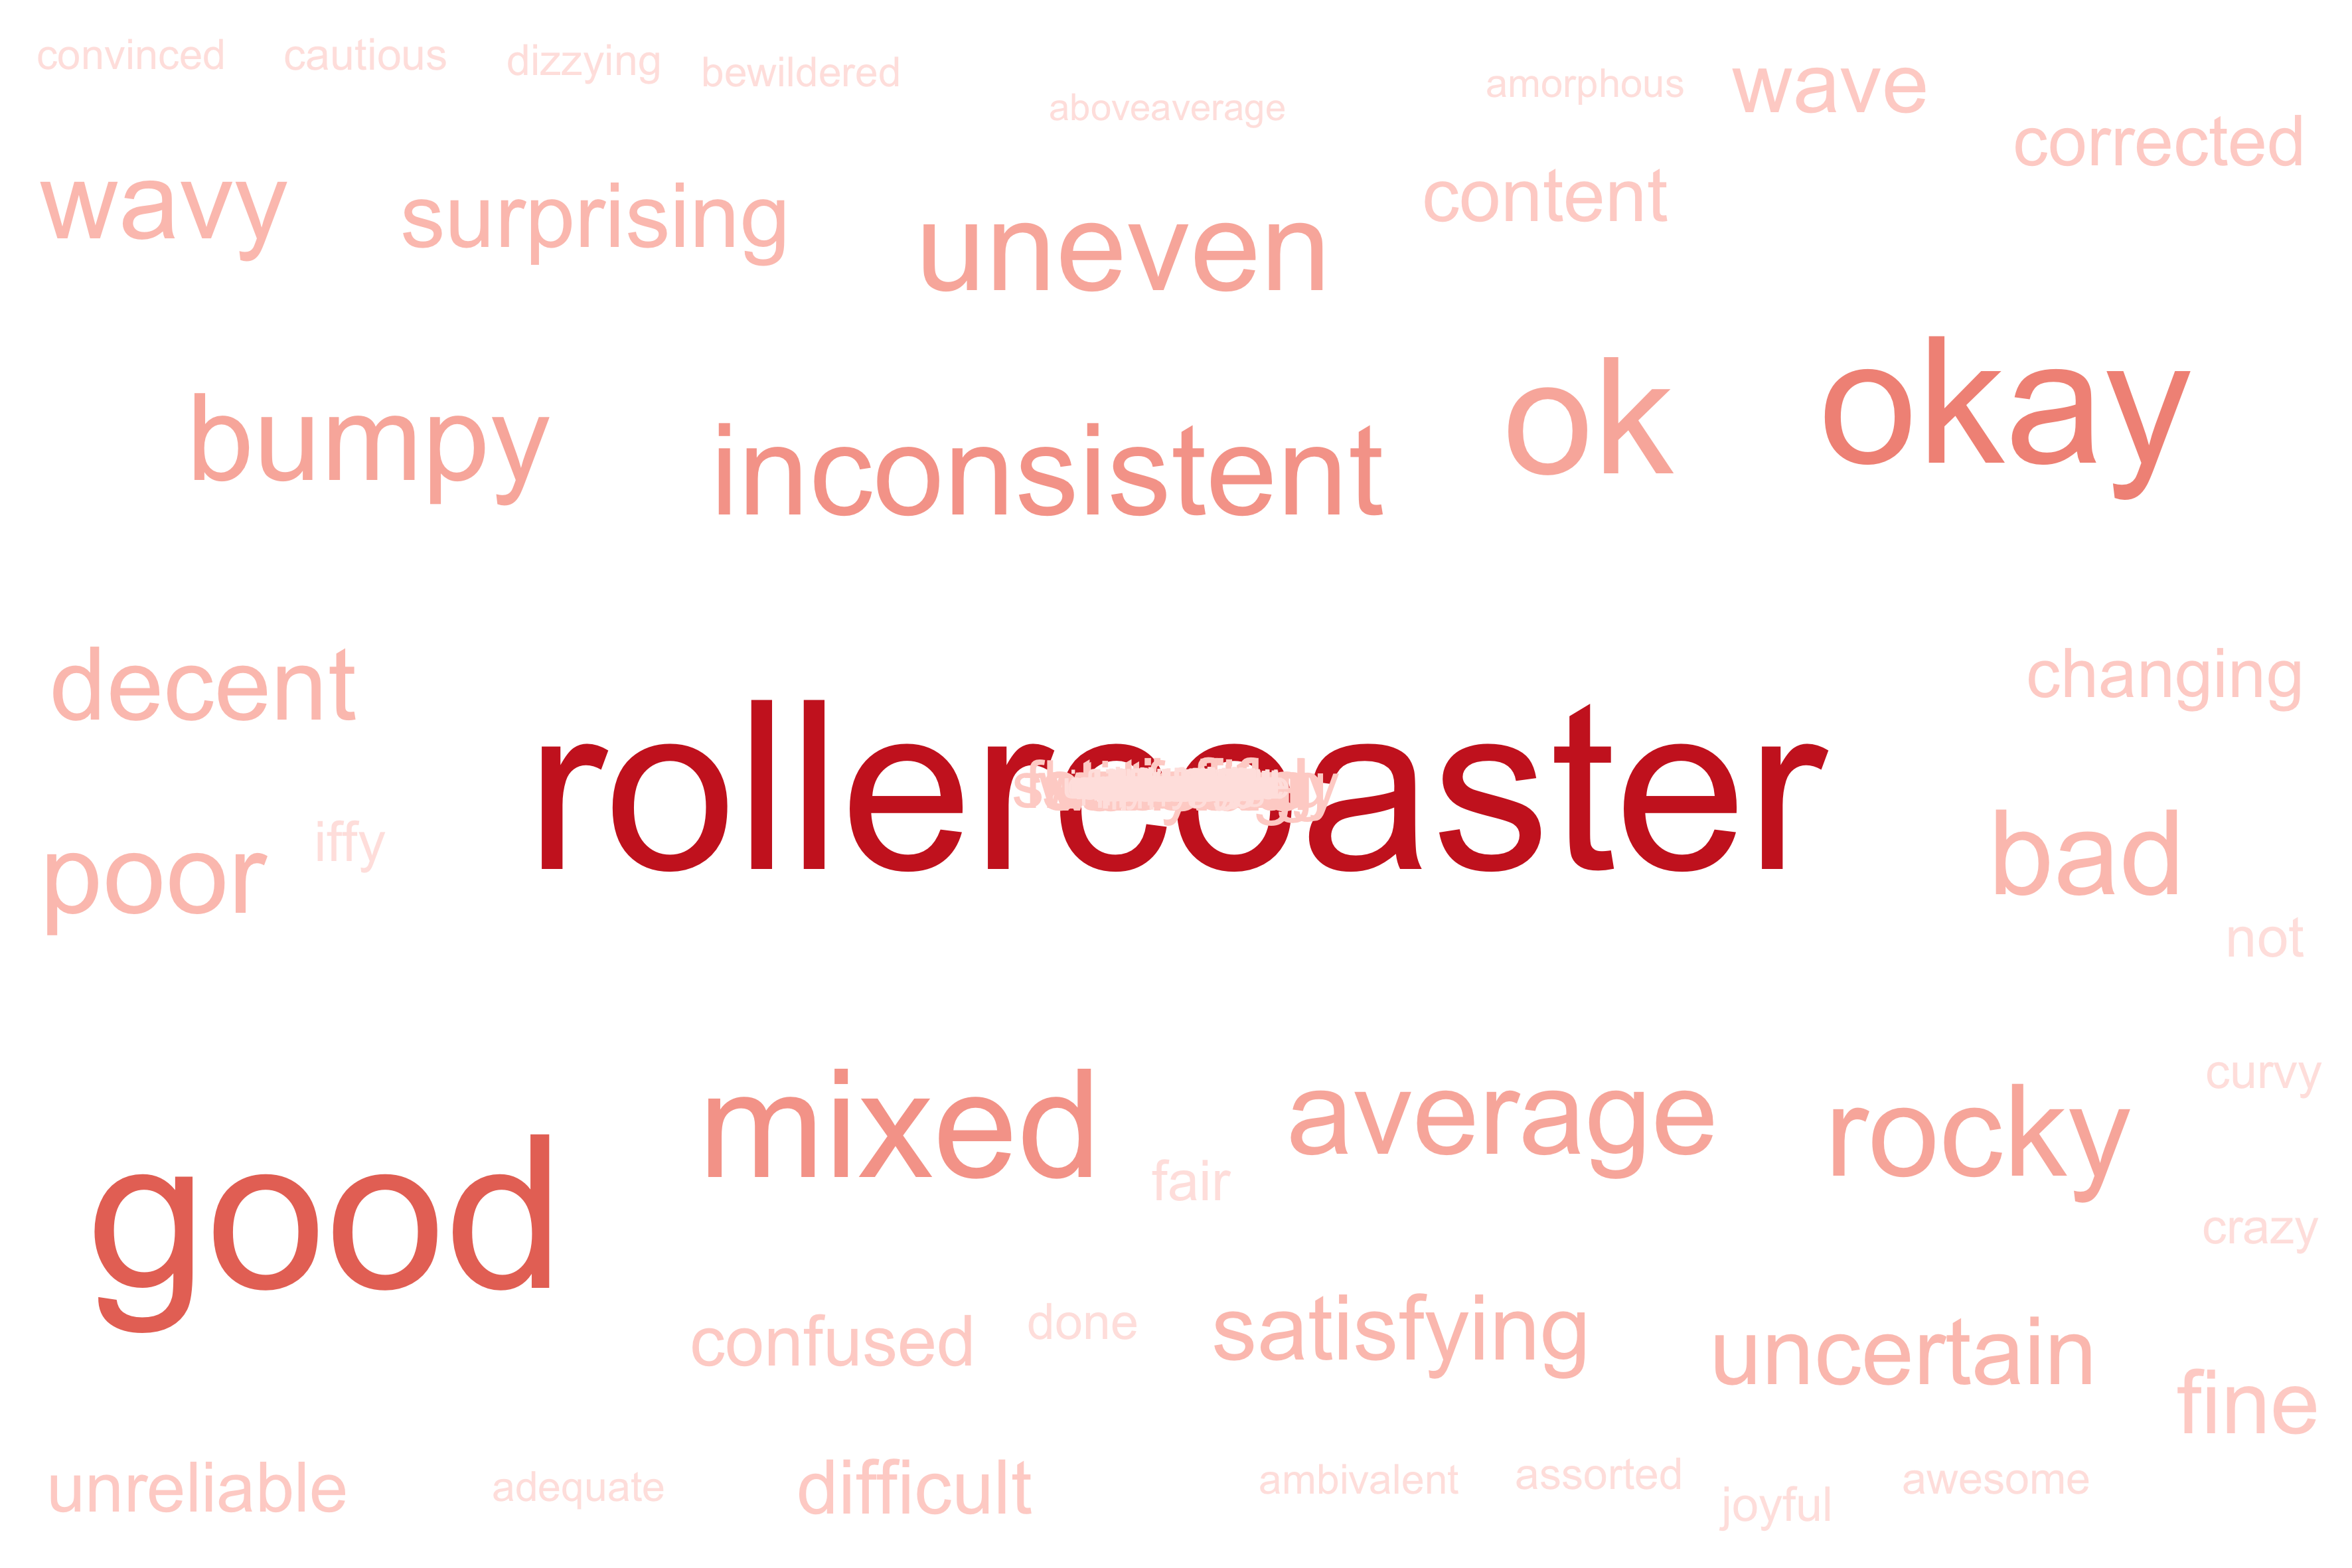 convinced cautious dizzying bewildered aboveaverage amorphous wave corrected
wavy surprising uneven content
bumpy inconsistent ok okay
decent changing
rollercoaster
poor iffy bad
not
mixed average rocky curvy
good fair crazy
confused done satisfying uncertain fine
unreliable adequate difficult ambivalent assorted joyful awesome